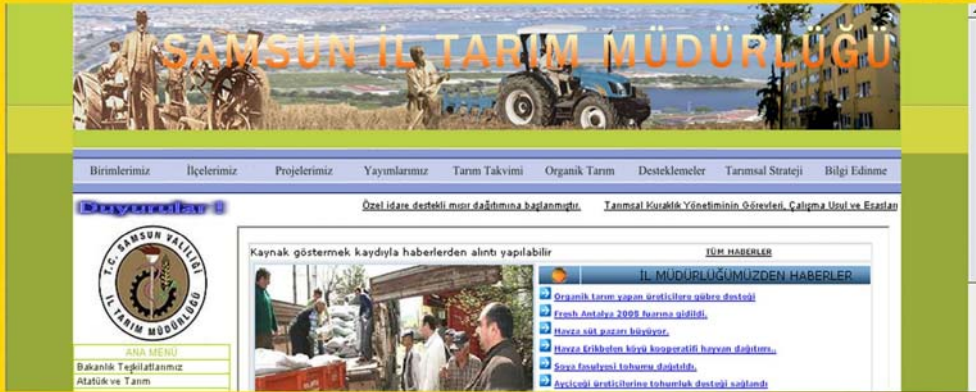 SAMSUN İL TARIM MÜDÜRLÜĞÜ
Birimlerimiz İlçelerimiz Projelerimiz Yayımlarımız Tarım Takvimi Organik Tarım Desteklemeler Tarımsal Strateji Bilgi Edinme
Duyurular !
Özel idare destekli mısır dağıtımına başlanmıştır. Tarımsal Kuraklık Yönetiminin Görevleri, Çalışma Usul ve Esasları
T.C. SAMSUN VALİLİĞİ
İL TARIM MÜDÜRLÜĞÜ
Kaynak göstermek kaydıyla haberlerden alıntı yapılabilir
TÜM HABERLER
İL MÜDÜRLÜĞÜMÜZDEN HABERLER
Organik tarım yapan üreticilere gübre desteği
Fresh Antalya 2008 fuarına gidildi.
Havza süt pazarı büyüyor.
Havza Erikbelen köyü kooperatifi hayvan dağıtımı..
Soya fasulyesi tohumu dağıtıldı.
Ayçiçeği üreticilerine tohumluk desteği sağlandı
ANA MENÜ
Bakanlık Teşkilatlarımız
Atatürk ve Tarım